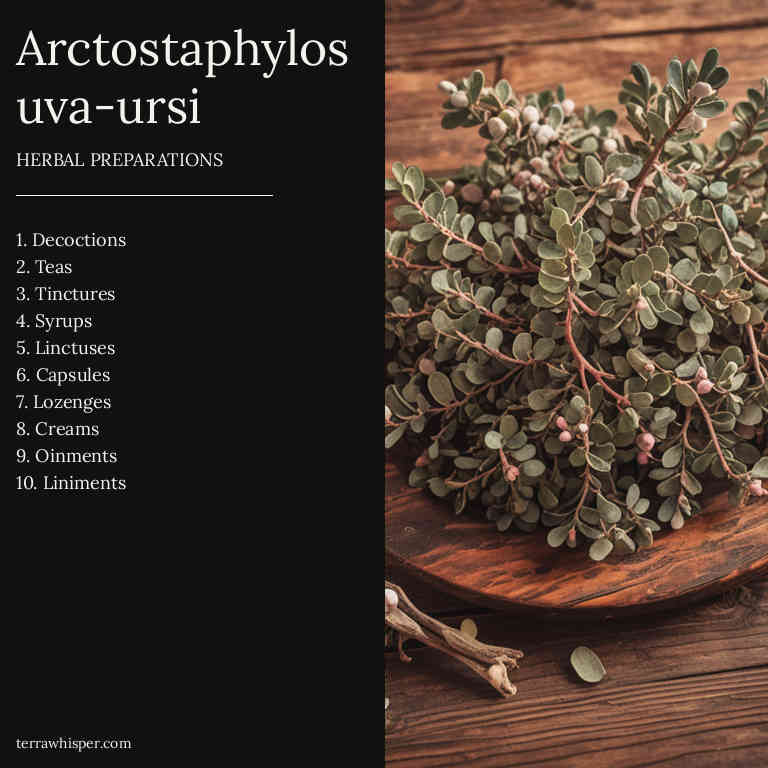 Arctostaphylos
uva-ursi
HERBAL PREPARATIONS
1. Decoctions
2. Teas
3. Tinctures
4. Syrups
5. Linctuses
6. Capsules
7. Lozenges
8. Creams
9. Oinments
10. Liniments
terrawhisper.com